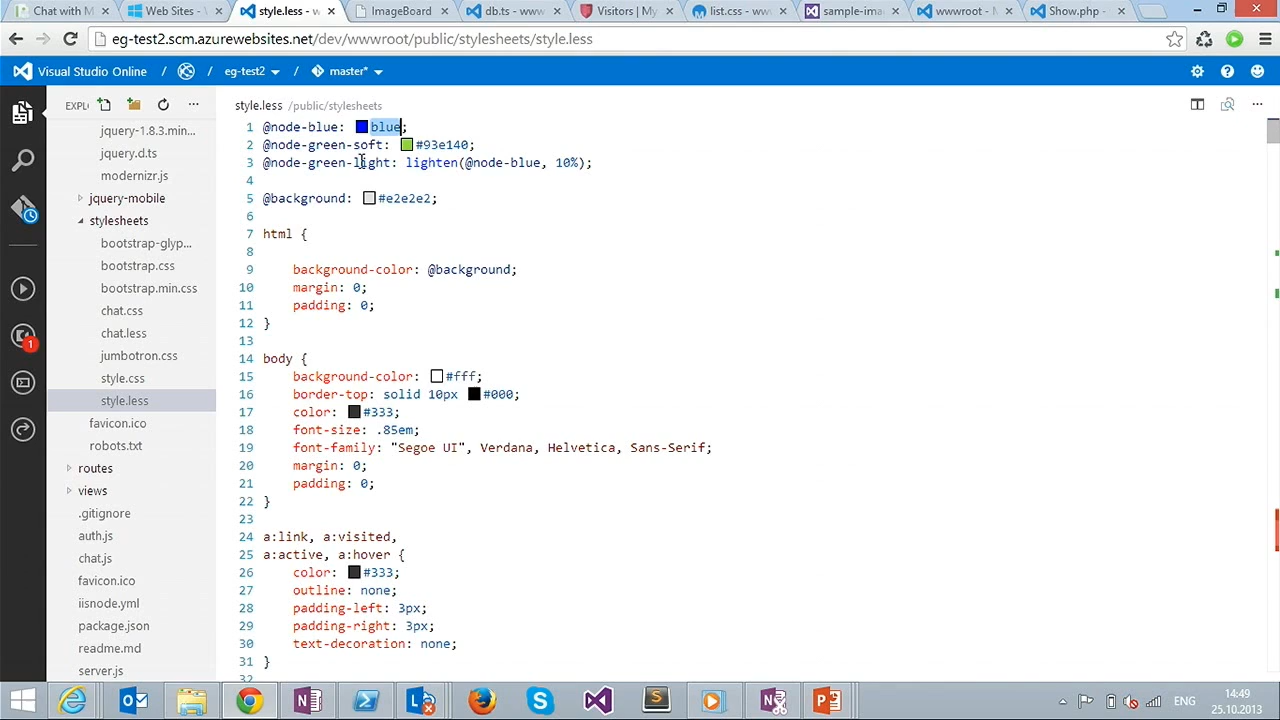 Chat with M
Web Sites - \
style.less - w
ImageBoard
db.ts - www
Visitors | My
list.css - ww
sample-ima
wwwroot - M
Show.php -
eg-test2.scm.azurewebsites.net/dev/wwwroot/public/stylesheets/style.less
Visual Studio Online / / eg-test2 / master*
EXPL
style.less /public/stylesheets
jquery-1.8.3.min...
jquery.d.ts
modernizr.js
jquery-mobile
stylesheets
bootstrap-glyp...
bootstrap.css
bootstrap.min.css
chat.css
chat.less
jumbotron.css
style.css
style.less
favicon.ico
robots.txt
routes
views
.gitignore
auth.js
chat.js
favicon.ico
iisnode.yml
package.json
readme.md
server.js
1
1 @node-blue: blue;
2 @node-green-soft: #93e140;
3 @node-green-light: lighten(@node-blue, 10%);
4
5 @background: #e2e2e2;
6
7 html {
8
9 background-color: @background;
10 margin: 0;
11 padding: 0;
12 }
13
14 body {
15 background-color: #fff;
16 border-top: solid 10px #000;
17 color: #333;
18 font-size: .85em;
19 font-family: "Segoe UI", Verdana, Helvetica, Sans-Serif;
20 margin: 0;
21 padding: 0;
22 }
23
24 a:link, a:visited,
25 a:active, a:hover {
26 color: #333;
27 outline: none;
28 padding-left: 3px;
29 padding-right: 3px;
30 text-decoration: none;
31 }
32
ENG
14:49
25.10.2013